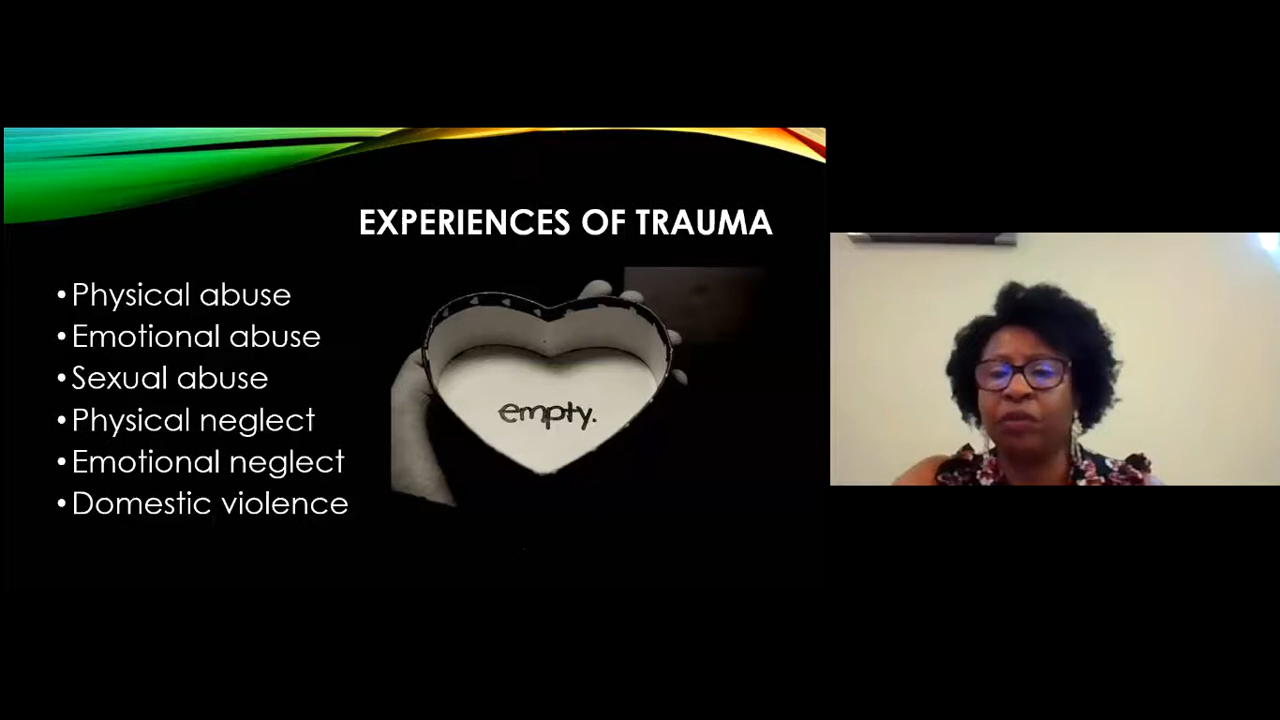 EXPERIENCES OF TRAUMA
•Physical abuse
•Emotional abuse
•Sexual abuse
•Physical neglect
•Emotional neglect
•Domestic violence
empty.